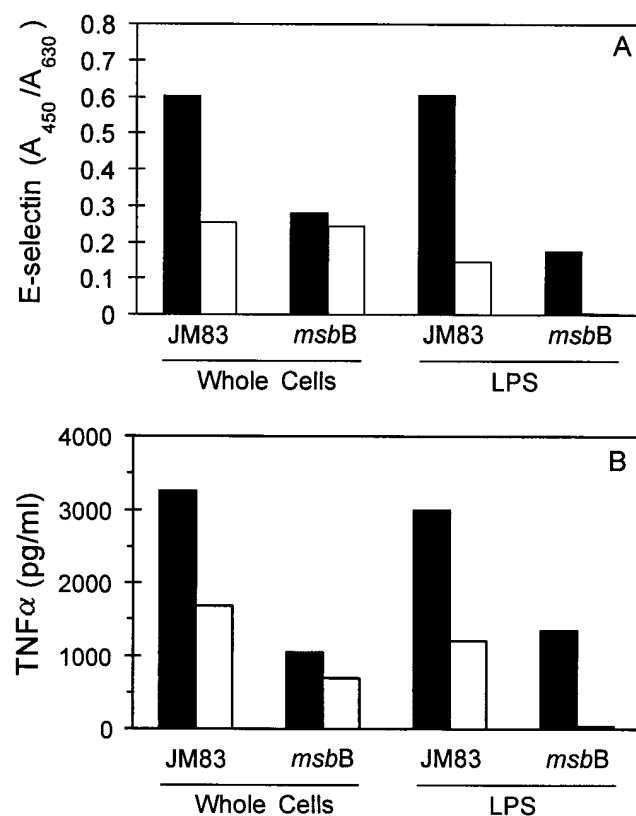 A
E-selectin (A450/A630)
0.8
0.7
0.6
0.5
0.4
0.3
0.2
0.1
0
JM83 msbB JM83 msbB
Whole Cells LPS
B
TNFα (pg/ml)
4000
3000
2000
1000
0
JM83 msbB JM83 msbB
Whole Cells LPS